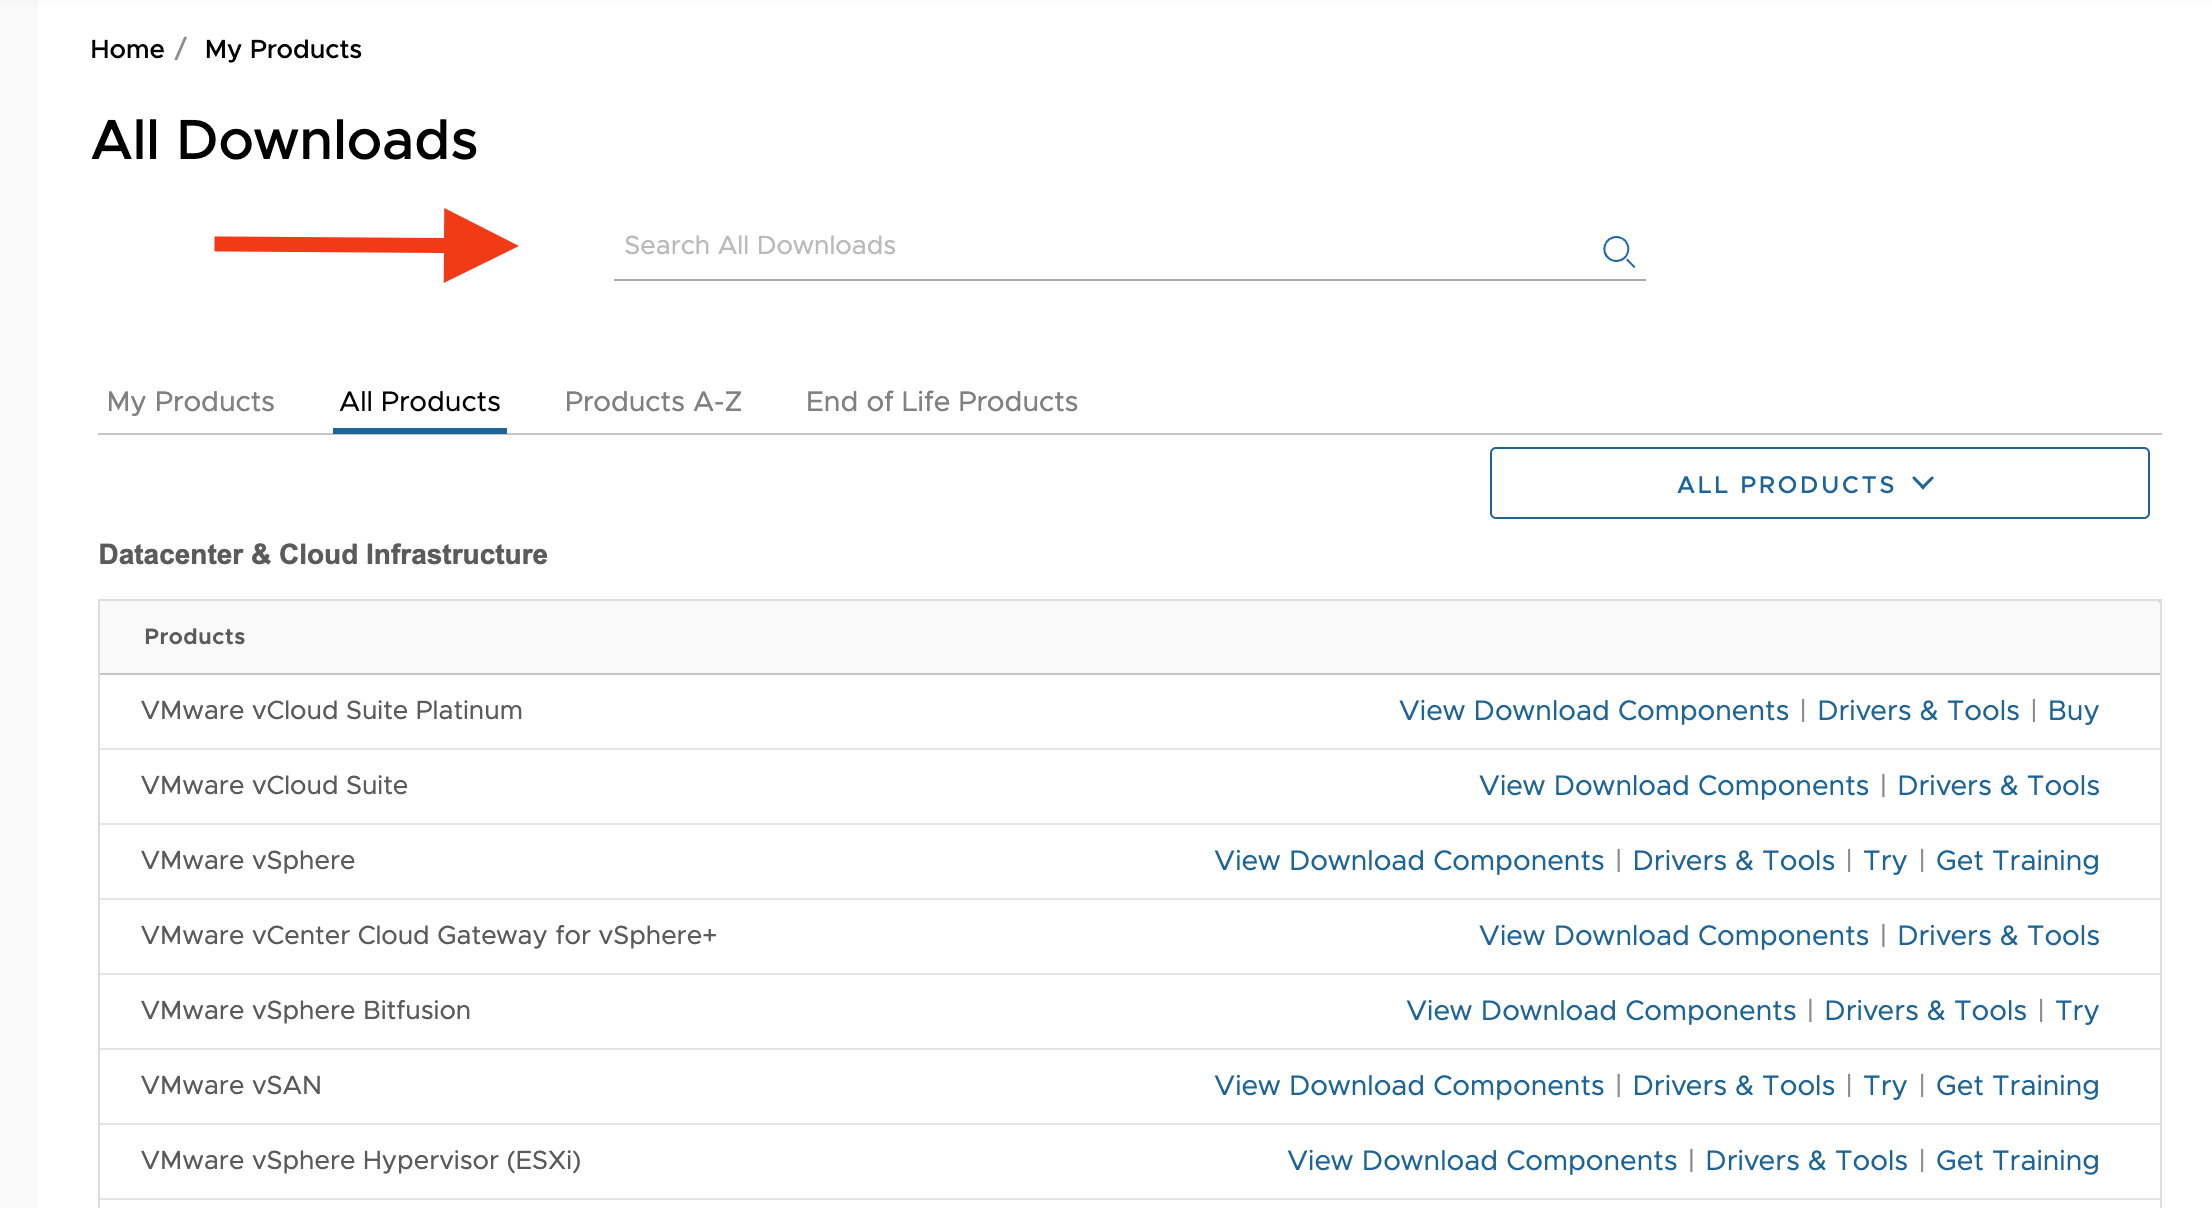 Home / My Products
All Downloads
Search All Downloads
My Products All Products Products A-Z End of Life Products
ALL PRODUCTS
Datacenter & Cloud Infrastructure
Products
VMware vCloud Suite Platinum View Download Components | Drivers & Tools | Buy
VMware vCloud Suite View Download Components | Drivers & Tools
VMware vSphere View Download Components | Drivers & Tools | Try | Get Training
VMware vCenter Cloud Gateway for vSphere+ View Download Components | Drivers & Tools
VMware vSphere Bitfusion View Download Components | Drivers & Tools | Try
VMware vSAN View Download Components | Drivers & Tools | Try | Get Training
VMware vSphere Hypervisor (ESXi) View Download Components | Drivers & Tools | Get Training